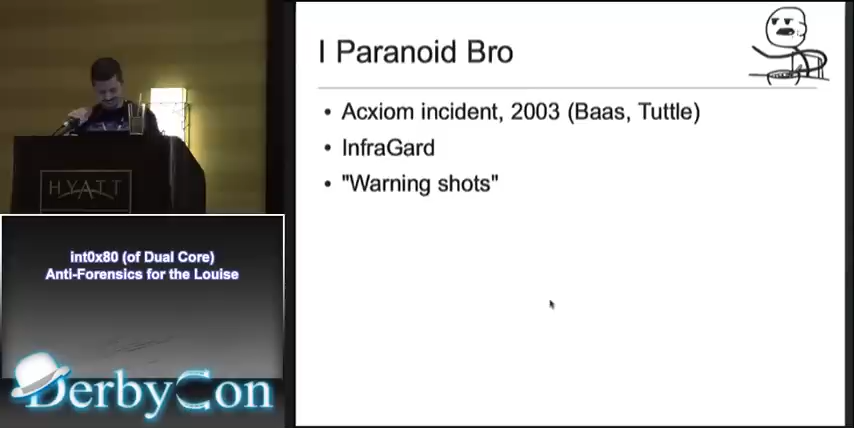 I Paranoid Bro
• Acxiom incident, 2003 (Baas, Tuttle)
• InfraGard
• "Warning shots"
HYATT
int0x80 (of Dual Core)
Anti-Forensics for the Louise
DerbyCon